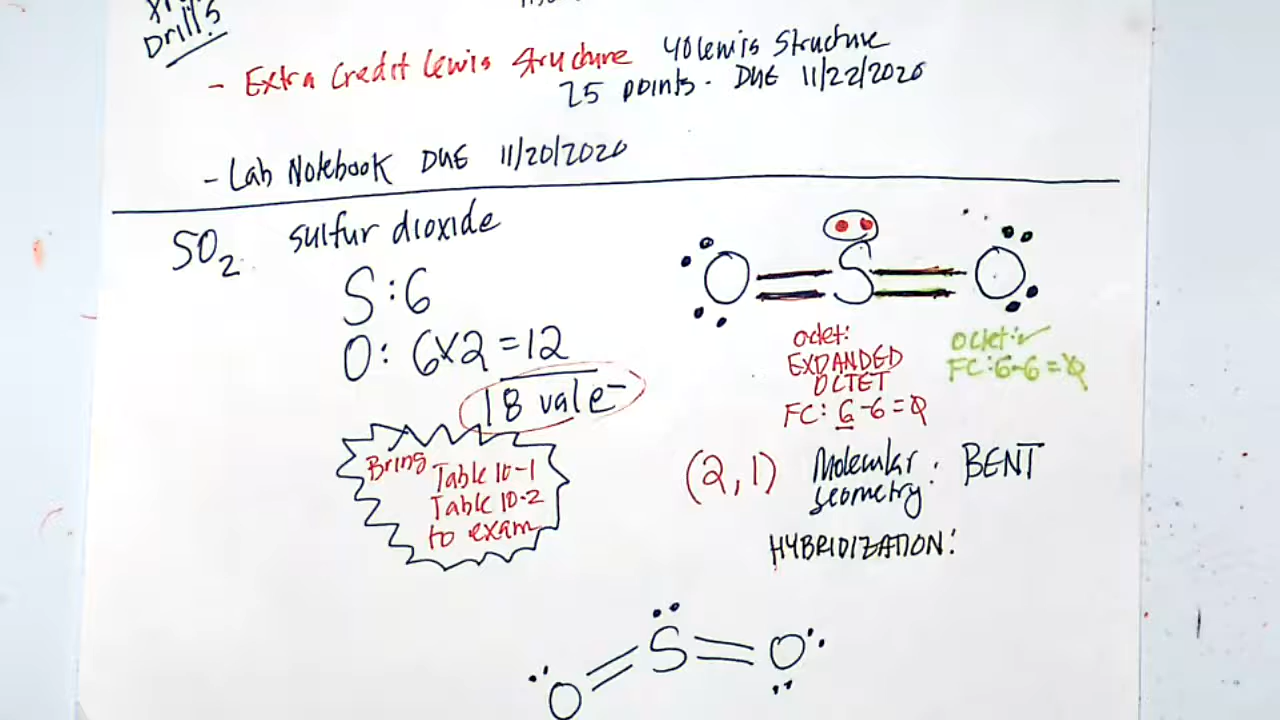 Drills
- Extra Credit Lewis Structure 40 lewis Structure
25 points. DUE 11/22/2020
- Lab Notebook DUE 11/20/2020
SO2 sulfur dioxide
S:6
O: 6x2 = 12
18 val e-
Bring Table 10-1
Table 10-2
to exam
O S O
octet:
EXPANDED
OCTET
FC: 6-6=0
octet: ✓
FC: 6-6=0
(2,1) Molecular geometry: BENT
HYBRIDIZATION:
S
O O